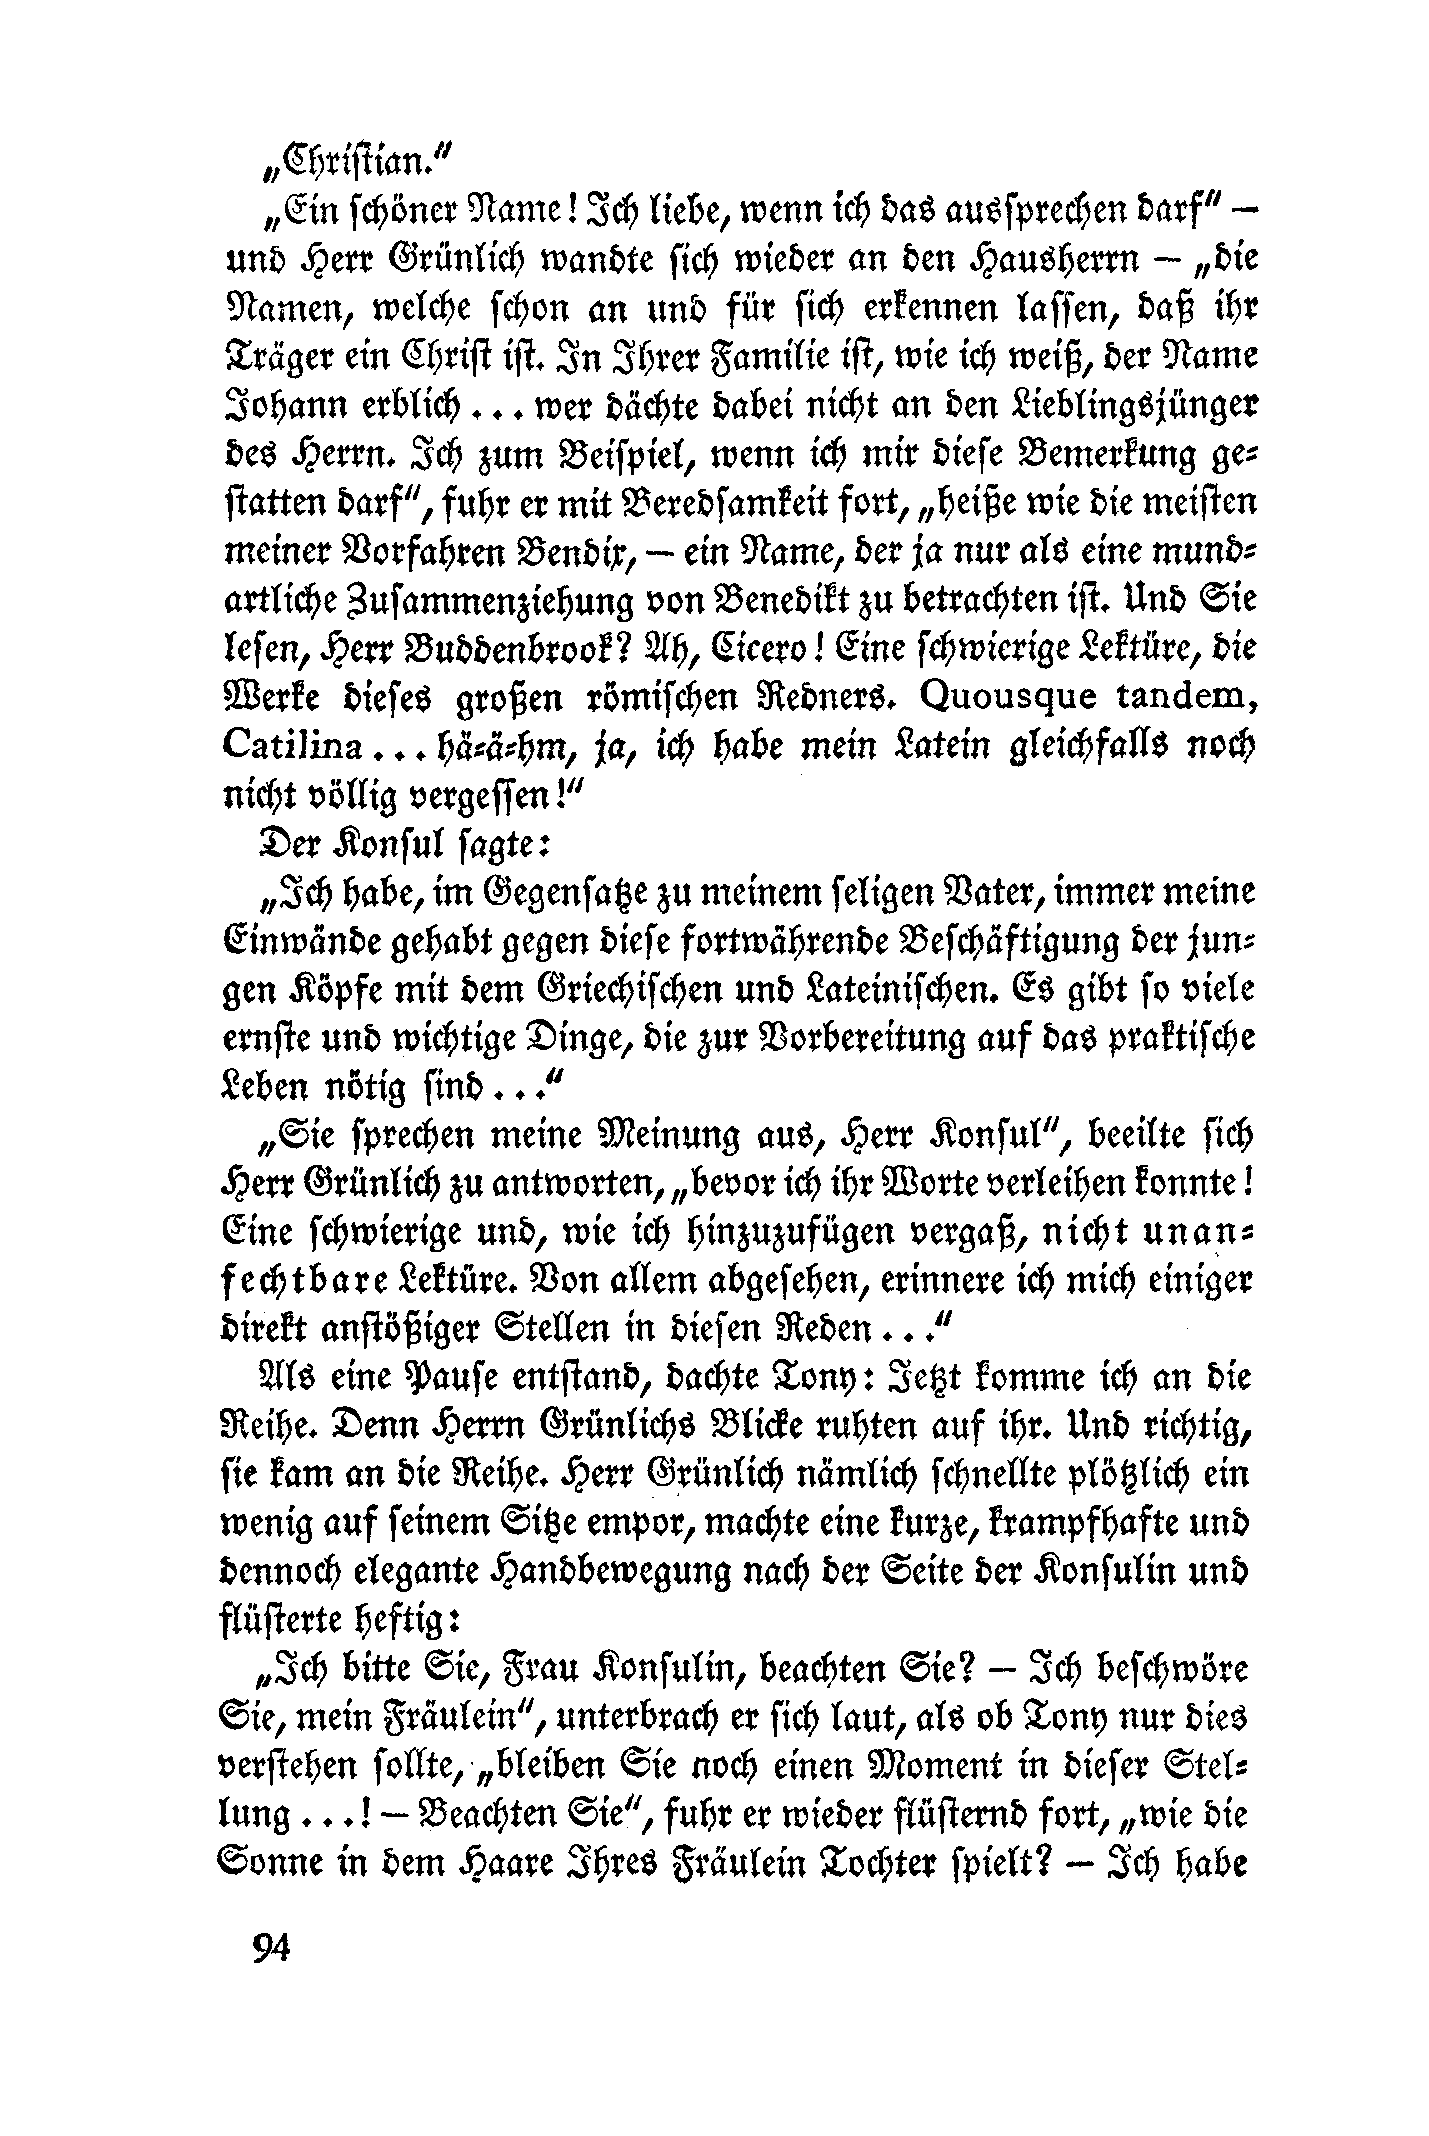 „Christian.“
„Ein schöner Name! Ich liebe, wenn ich das aussprechen darf“ —
und Herr Grünlich wandte sich wieder an den Hausherrn — „die
Namen, welche schon an und für sich erkennen lassen, daß ihr
Träger ein Christ ist. In Ihrer Familie ist, wie ich weiß, der Name
Johann erblich . . . wer dächte dabei nicht an den Lieblingsjünger
des Herrn. Ich zum Beispiel, wenn ich mir diese Bemerkung ge-
statten darf“, fuhr er mit Beredsamkeit fort, „heiße wie die meisten
meiner Vorfahren Bendix, — ein Name, der ja nur als eine mund-
artliche Zusammenziehung von Benedikt zu betrachten ist. Und Sie
lesen, Herr Buddenbrook? Ah, Cicero! Eine schwierige Lektüre, die
Werke dieses großen römischen Redners. Quousque tandem,
Catilina . . . hä-ä-hm, ja, ich habe mein Latein gleichfalls noch
nicht völlig vergessen!“
Der Konsul sagte:
„Ich habe, im Gegensatze zu meinem seligen Vater, immer meine
Einwände gehabt gegen diese fortwährende Beschäftigung der jun-
gen Köpfe mit dem Griechischen und Lateinischen. Es gibt so viele
ernste und wichtige Dinge, die zur Vorbereitung auf das praktische
Leben nötig sind . . .“
„Sie sprechen meine Meinung aus, Herr Konsul“, beeilte sich
Herr Grünlich zu antworten, „bevor ich ihr Worte verleihen konnte!
Eine schwierige und, wie ich hinzuzufügen vergaß, nicht unan-
fechtbare Lektüre. Von allem abgesehen, erinnere ich mich einiger
direkt anstößiger Stellen in diesen Reden . . .“
Als eine Pause entstand, dachte Tony: Jetzt komme ich an die
Reihe. Denn Herrn Grünlichs Blicke ruhten auf ihr. Und richtig,
sie kam an die Reihe. Herr Grünlich nämlich schnellte plötzlich ein
wenig auf seinem Sitze empor, machte eine kurze, krampfhafte und
dennoch elegante Handbewegung nach der Seite der Konsulin und
flüsterte heftig:
„Ich bitte Sie, Frau Konsulin, beachten Sie? — Ich beschwöre
Sie, mein Fräulein“, unterbrach er sich laut, als ob Tony nur dies
verstehen sollte, „bleiben Sie noch einen Moment in dieser Stel-
lung . . .! — Beachten Sie“, fuhr er wieder flüsternd fort, „wie die
Sonne in dem Haare Ihres Fräulein Tochter spielt? — Ich habe
94